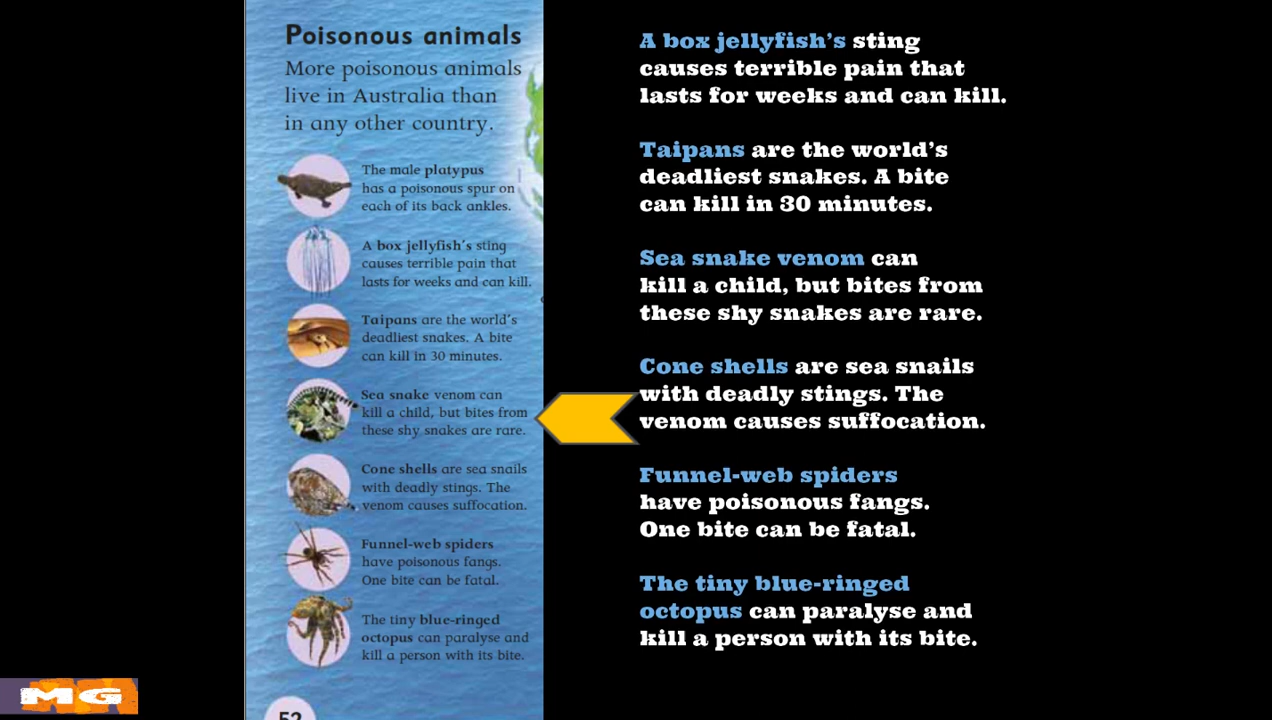 Poisonous animals
More poisonous animals
live in Australia than
in any other country.
The male platypus
has a poisonous spur on
each of its back ankles.
A box jellyfish's sting
causes terrible pain that
lasts for weeks and can kill.
Taipans are the world's
deadliest snakes. A bite
can kill in 30 minutes.
Sea snake venom can
kill a child, but bites from
these shy snakes are rare.
Cone shells are sea snails
with deadly stings. The
venom causes suffocation.
Funnel-web spiders
have poisonous fangs.
One bite can be fatal.
The tiny blue-ringed
octopus can paralyse and
kill a person with its bite.
52
A box jellyfish’s sting
causes terrible pain that
lasts for weeks and can kill.
Taipans are the world’s
deadliest snakes. A bite
can kill in 30 minutes.
Sea snake venom can
kill a child, but bites from
these shy snakes are rare.
Cone shells are sea snails
with deadly stings. The
venom causes suffocation.
Funnel-web spiders
have poisonous fangs.
One bite can be fatal.
The tiny blue-ringed
octopus can paralyse and
kill a person with its bite.
MG